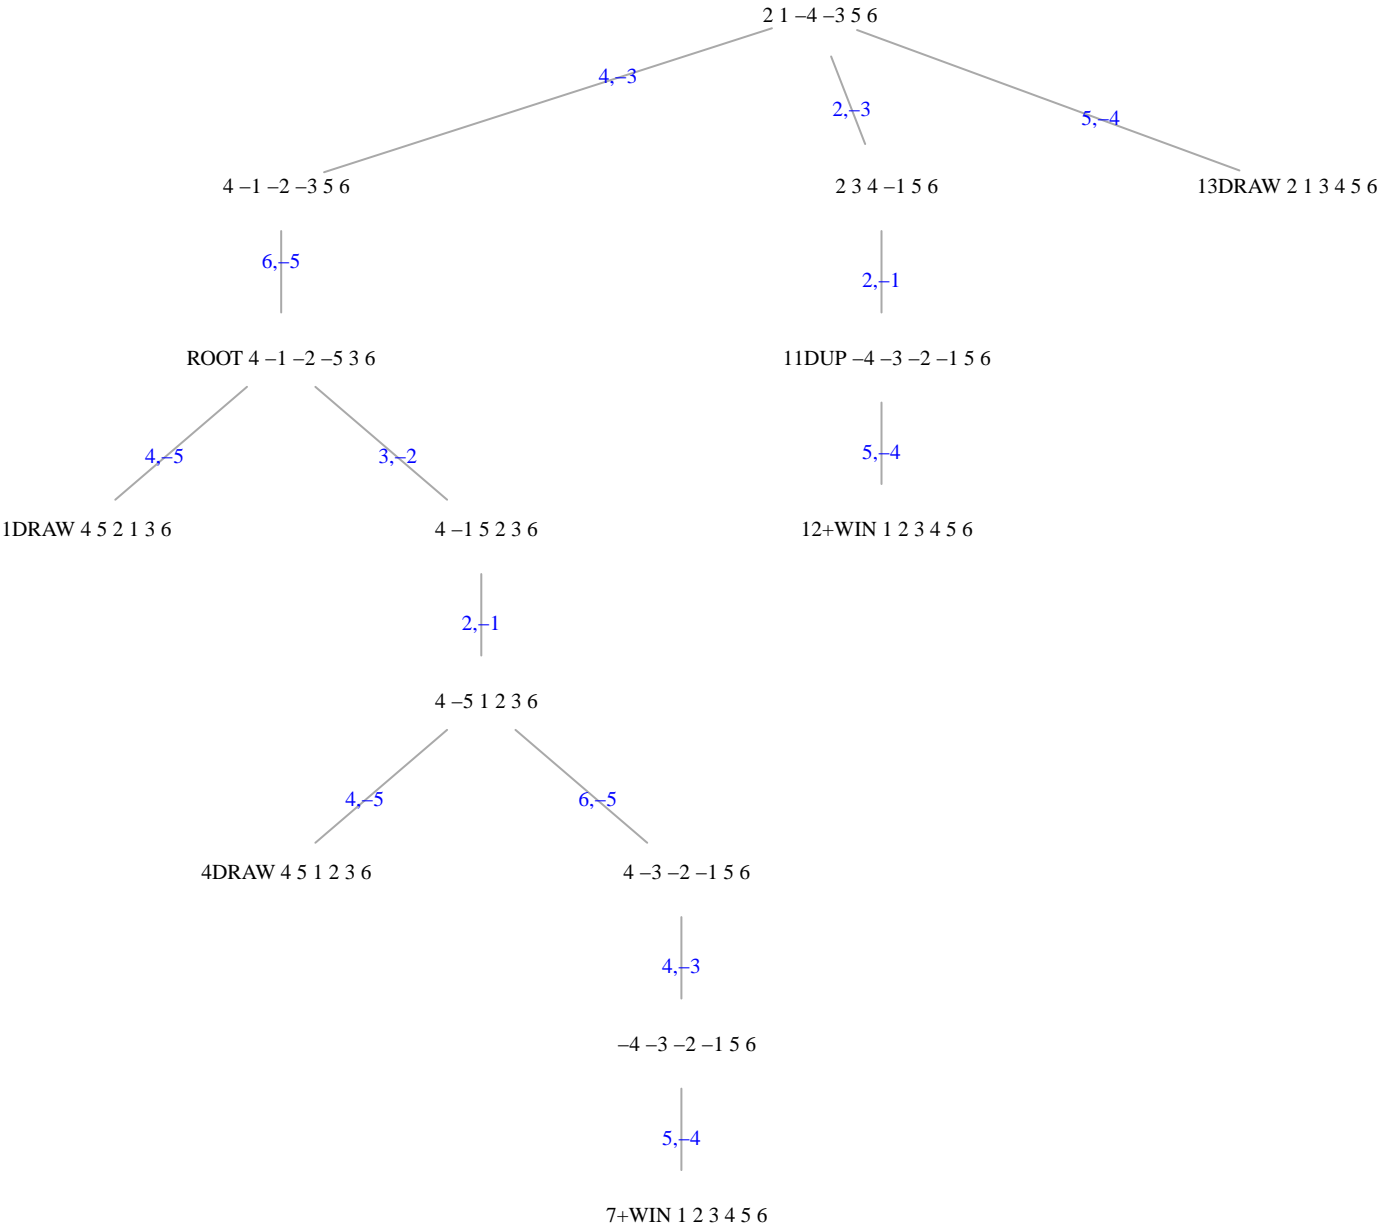 2 1 –4 –3 5 6
4,–3
2,–3
5,–4
4 –1 –2 –3 5 6
2 3 4 –1 5 6
13DRAW 2 1 3 4 5 6
6,–5
2,–1
ROOT 4 –1 –2 –5 3 6
11DUP –4 –3 –2 –1 5 6
4,–5
3,–2
5,–4
1DRAW 4 5 2 1 3 6
4 –1 5 2 3 6
12+WIN 1 2 3 4 5 6
2,–1
4 –5 1 2 3 6
4,–5
6,–5
4DRAW 4 5 1 2 3 6
4 –3 –2 –1 5 6
4,–3
–4 –3 –2 –1 5 6
5,–4
7+WIN 1 2 3 4 5 6